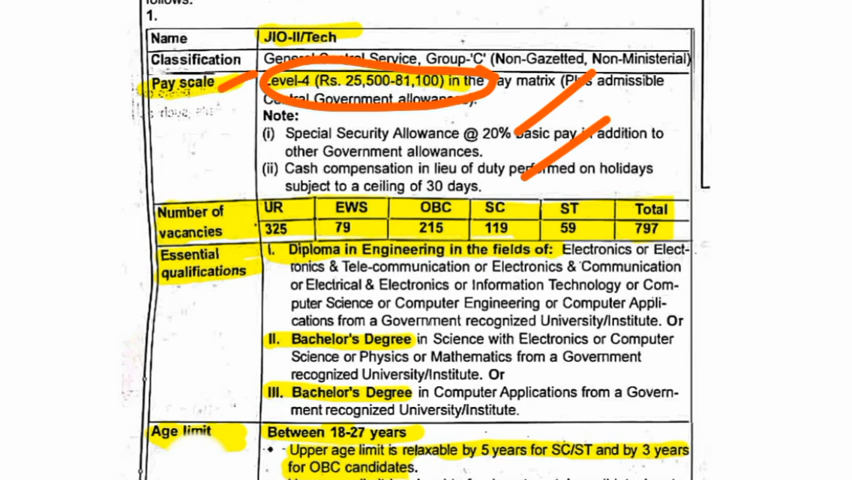 1.
Name JIO-II/Tech
Classification General Central Service, Group-'C' (Non-Gazetted, Non-Ministerial)
Pay scale Level-4 (Rs. 25,500-81,100) in the pay matrix (Plus admissible
Central Government allowances).
Note:
(i) Special Security Allowance @ 20% basic pay in addition to
other Government allowances.
(ii) Cash compensation in lieu of duty performed on holidays
subject to a ceiling of 30 days.
Number of vacancies UR EWS OBC SC ST Total
325 79 215 119 59 797
Essential qualifications I. Diploma in Engineering in the fields of: Electronics or Elect-
ronics & Tele-communication or Electronics & Communication
or Electrical & Electronics or Information Technology or Com-
puter Science or Computer Engineering or Computer Appli-
cations from a Government recognized University/Institute. Or
II. Bachelor's Degree in Science with Electronics or Computer
Science or Physics or Mathematics from a Government
recognized University/Institute. Or
III. Bachelor's Degree in Computer Applications from a Govern-
ment recognized University/Institute.
Age limit Between 18-27 years
• Upper age limit is relaxable by 5 years for SC/ST and by 3 years
for OBC candidates.